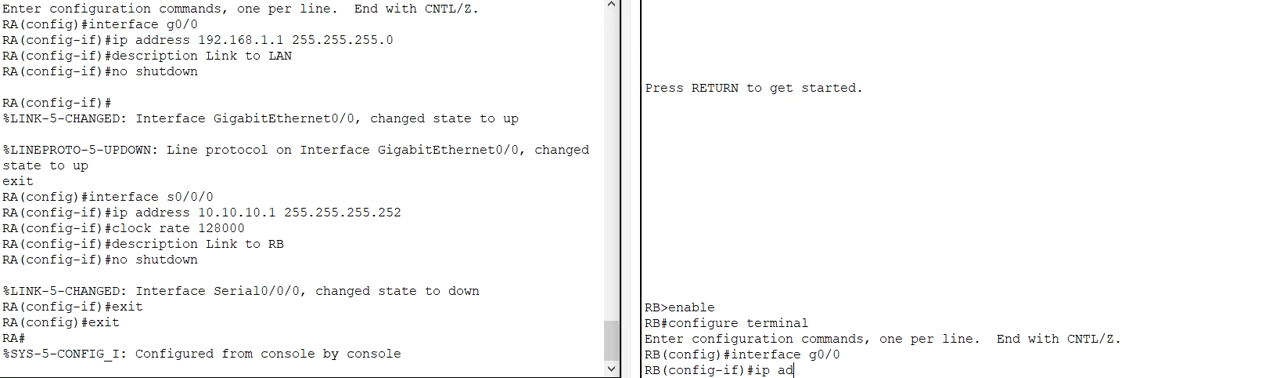 Enter configuration commands, one per line.  End with CNTL/Z.
RA(config)#interface g0/0
RA(config-if)#ip address 192.168.1.1 255.255.255.0
RA(config-if)#description Link to LAN
RA(config-if)#no shutdown
RA(config-if)#
%LINK-5-CHANGED: Interface GigabitEthernet0/0, changed state to up
%LINEPROTO-5-UPDOWN: Line protocol on Interface GigabitEthernet0/0, changed
state to up
exit
RA(config)#interface s0/0/0
RA(config-if)#ip address 10.10.10.1 255.255.255.252
RA(config-if)#clock rate 128000
RA(config-if)#description Link to RB
RA(config-if)#no shutdown
%LINK-5-CHANGED: Interface Serial0/0/0, changed state to down
RA(config-if)#exit
RA(config)#exit
RA#
%SYS-5-CONFIG_I: Configured from console by console
Press RETURN to get started.
RB>enable
RB#configure terminal
Enter configuration commands, one per line.  End with CNTL/Z.
RB(config)#interface g0/0
RB(config-if)#ip ad